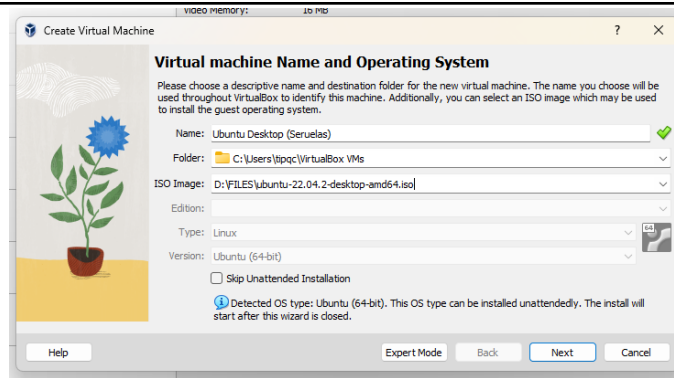 Video Memory: 16 MB
Create Virtual Machine ? ×
Virtual machine Name and Operating System
Please choose a descriptive name and destination folder for the new virtual machine. The name you choose will be
used throughout VirtualBox to identify this machine. Additionally, you can select an ISO image which may be used
to install the guest operating system.
Name: Ubuntu Desktop (Seruelas)
Folder: C:\Users\tipqc\VirtualBox VMs
ISO Image: D:\FILES\ubuntu-22.04.2-desktop-amd64.iso
Edition:
Type: Linux
64
Version: Ubuntu (64-bit)
Skip Unattended Installation
Detected OS type: Ubuntu (64-bit). This OS type can be installed unattendedly. The install will
start after this wizard is closed.
Help Expert Mode Back Next Cancel